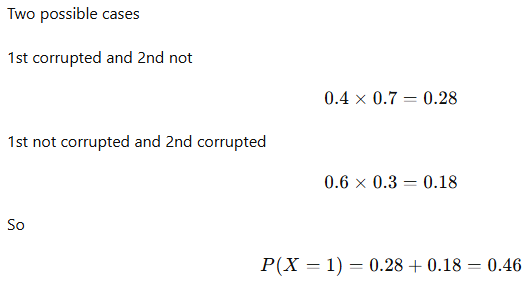 Two possible cases
1st corrupted and 2nd not
0.4 × 0.7 = 0.28
1st not corrupted and 2nd corrupted
0.6 × 0.3 = 0.18
So
P(X = 1) = 0.28 + 0.18 = 0.46